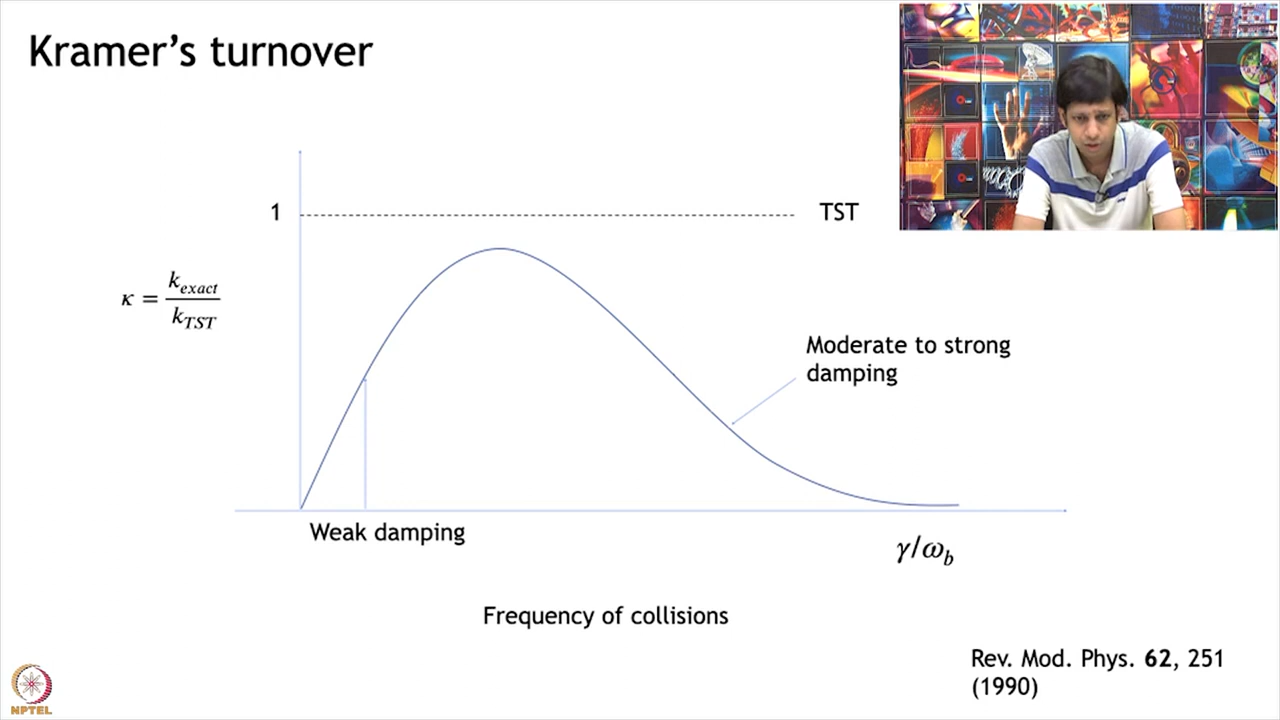 Kramer’s turnover
1
TST
κ = k_exact / k_TST
Moderate to strong
damping
Weak damping
γ/ω_b
Frequency of collisions
Rev. Mod. Phys. 62, 251
(1990)
NPTEL